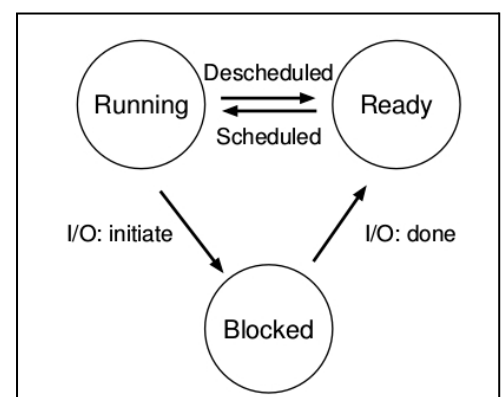 Descheduled
Running
Ready
Scheduled
I/O: initiate
I/O: done
Blocked